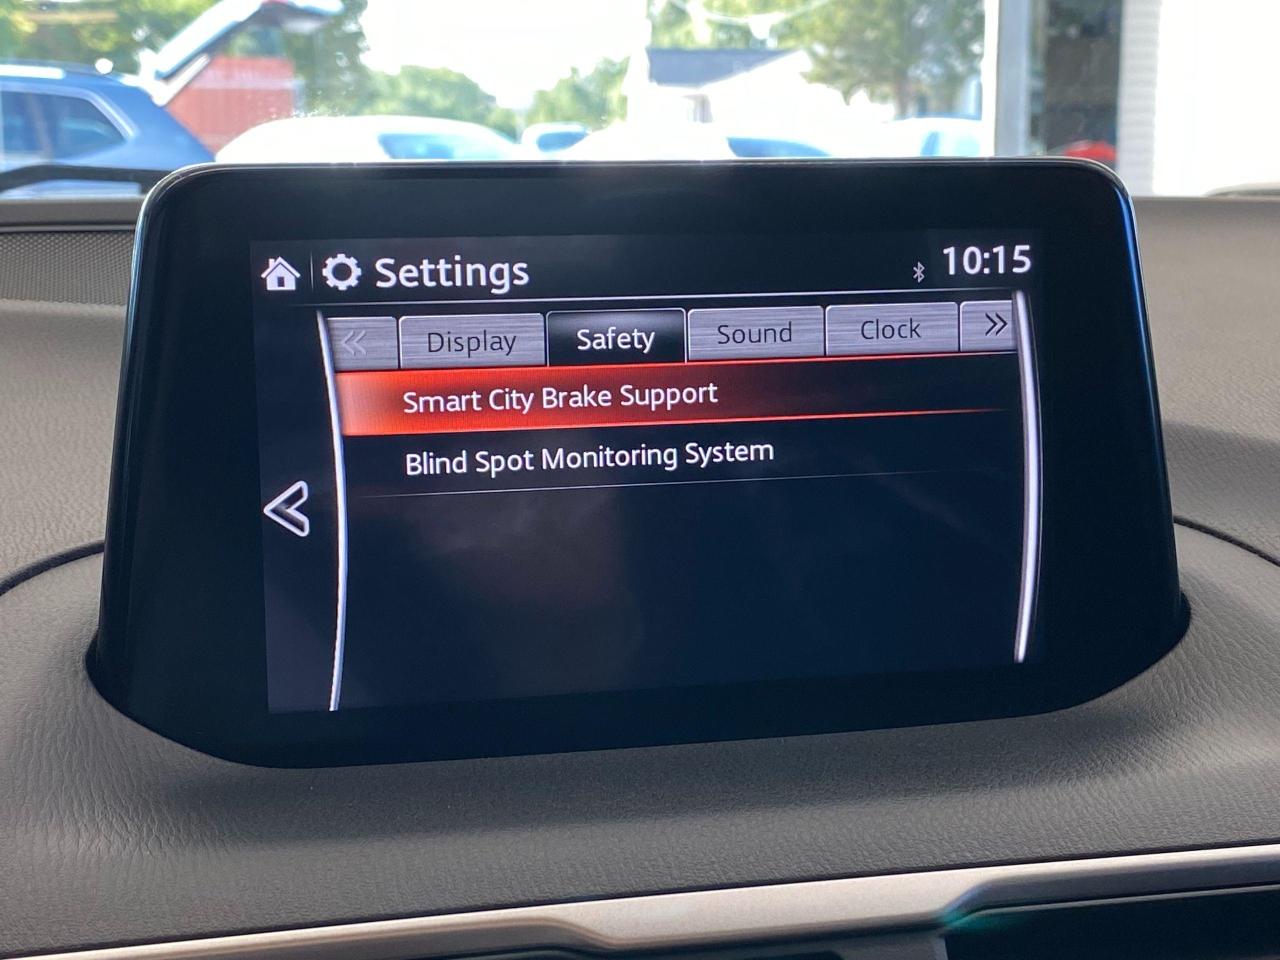 Settings
10:15
Display
Safety
Sound
Clock
Smart City Brake Support
Blind Spot Monitoring System